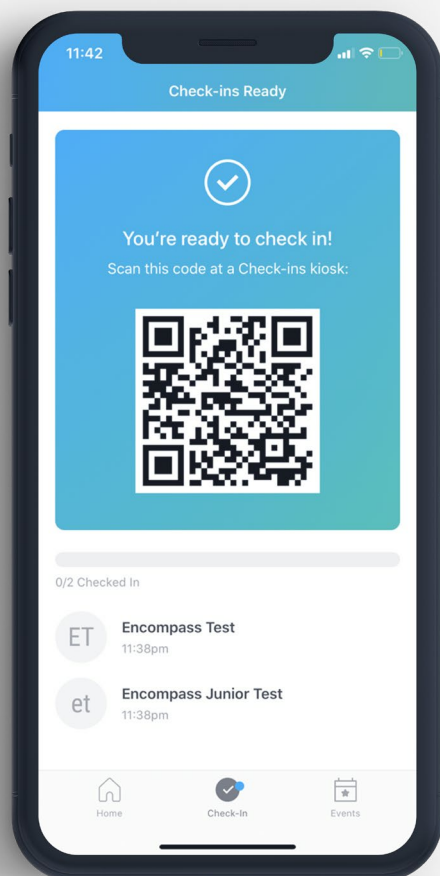 11:42
Check-ins Ready
You're ready to check in!
Scan this code at a Check-ins kiosk:
0/2 Checked In
ET
Encompass Test
11:38pm
et
Encompass Junior Test
11:38pm
Home
Check-In
Events